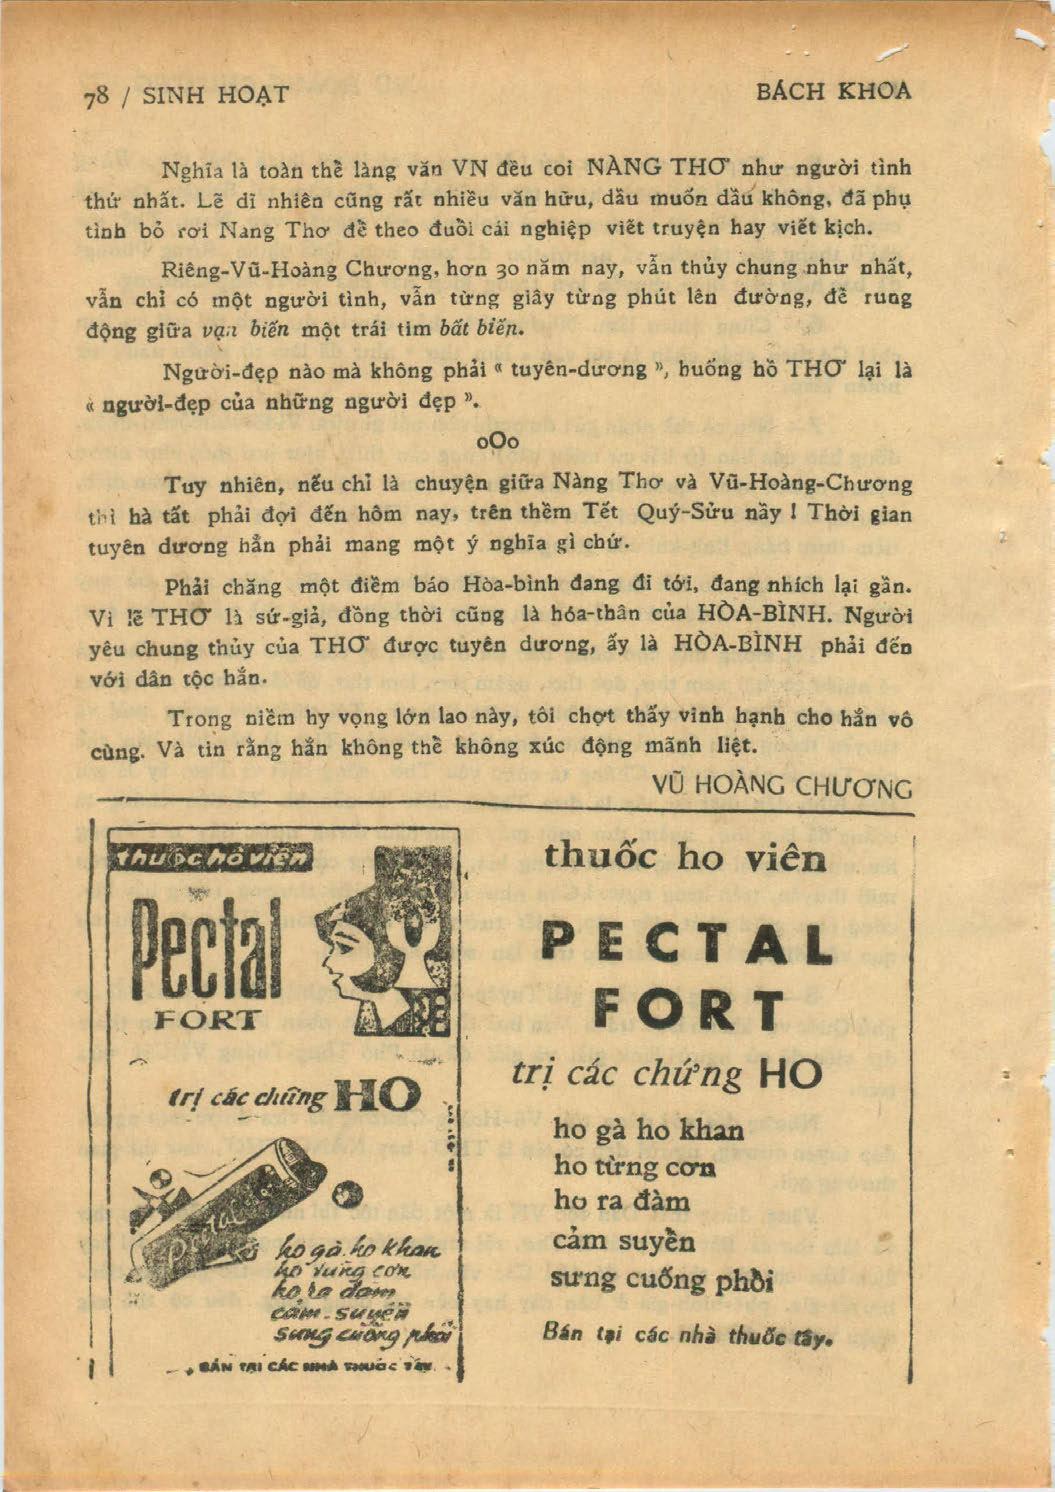 78 / SINH HOẠT
BÁCH KHOA
Nghĩa là toàn thể làng văn VN đều coi NÀNG THƠ như người tình
thứ nhất. Lẽ dĩ nhiên cũng rất nhiều văn hữu, dầu muốn dầu không, đã phụ
tình bỏ rơi Nàng Thơ để theo đuổi cái nghiệp viết truyện hay viết kịch.
Riêng-Vũ-Hoàng Chương, hơn 30 năm nay, vẫn thủy chung như nhất,
vẫn chỉ có một người tình, vẫn từng giây từng phút lên đường, để rung
động giữa vạn biến một trái tim bất biến.
Người-đẹp nào mà không phải « tuyên-dương », huống hồ THƠ lại là
« người-đẹp của những người đẹp ».
oOo
Tuy nhiên, nếu chỉ là chuyện giữa Nàng Thơ và Vũ-Hoàng-Chương
thì hà tất phải đợi đến hôm nay, trên thềm Tết Quý-Sửu nầy ! Thời gian
tuyên dương hẳn phải mang một ý nghĩa gì chứ.
Phải chăng một điềm báo Hòa-bình đang đi tới, đang nhích lại gần.
Vì lẽ THƠ là sứ-giả, đồng thời cũng là hóa-thân của HÒA-BÌNH. Người
yêu chung thủy của THƠ được tuyên dương, ấy là HÒA-BÌNH phải đến
với dân tộc hắn.
Trong niềm hy vọng lớn lao này, tôi chợt thấy vinh hạnh cho hắn vô
cùng. Và tin rằng hắn không thể không xúc động mãnh liệt.
VŨ HOÀNG CHƯƠNG
thuốc ho viên
Pectal
FORT
trị các chứng HO
Pectal
ho gà. ho khan
ho từng cơn
ho ra đàm
cảm suyễn
sưng cuống phổi
BÁN TẠI CÁC NHÀ THUỐC TÂY
thuốc ho viên
PECTAL
FORT
trị các chứng HO
ho gà ho khan
ho từng cơn
ho ra đàm
cảm suyễn
sưng cuống phổi
Bán tại các nhà thuốc tây.